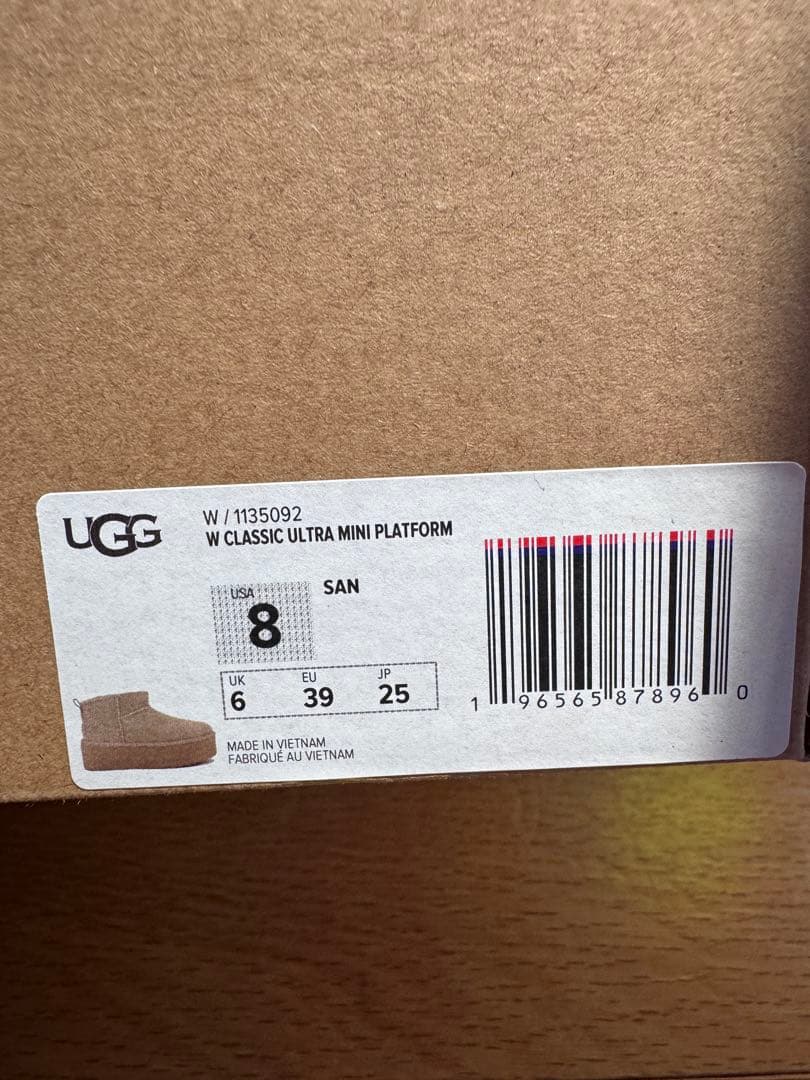 UGG
W / 1135092
W CLASSIC ULTRA MINI PLATFORM
USA
8
SAN
UK EU JP
6 39 25
MADE IN VIETNAM
FABRIQUÉ AU VIETNAM
1 96565 87896 0